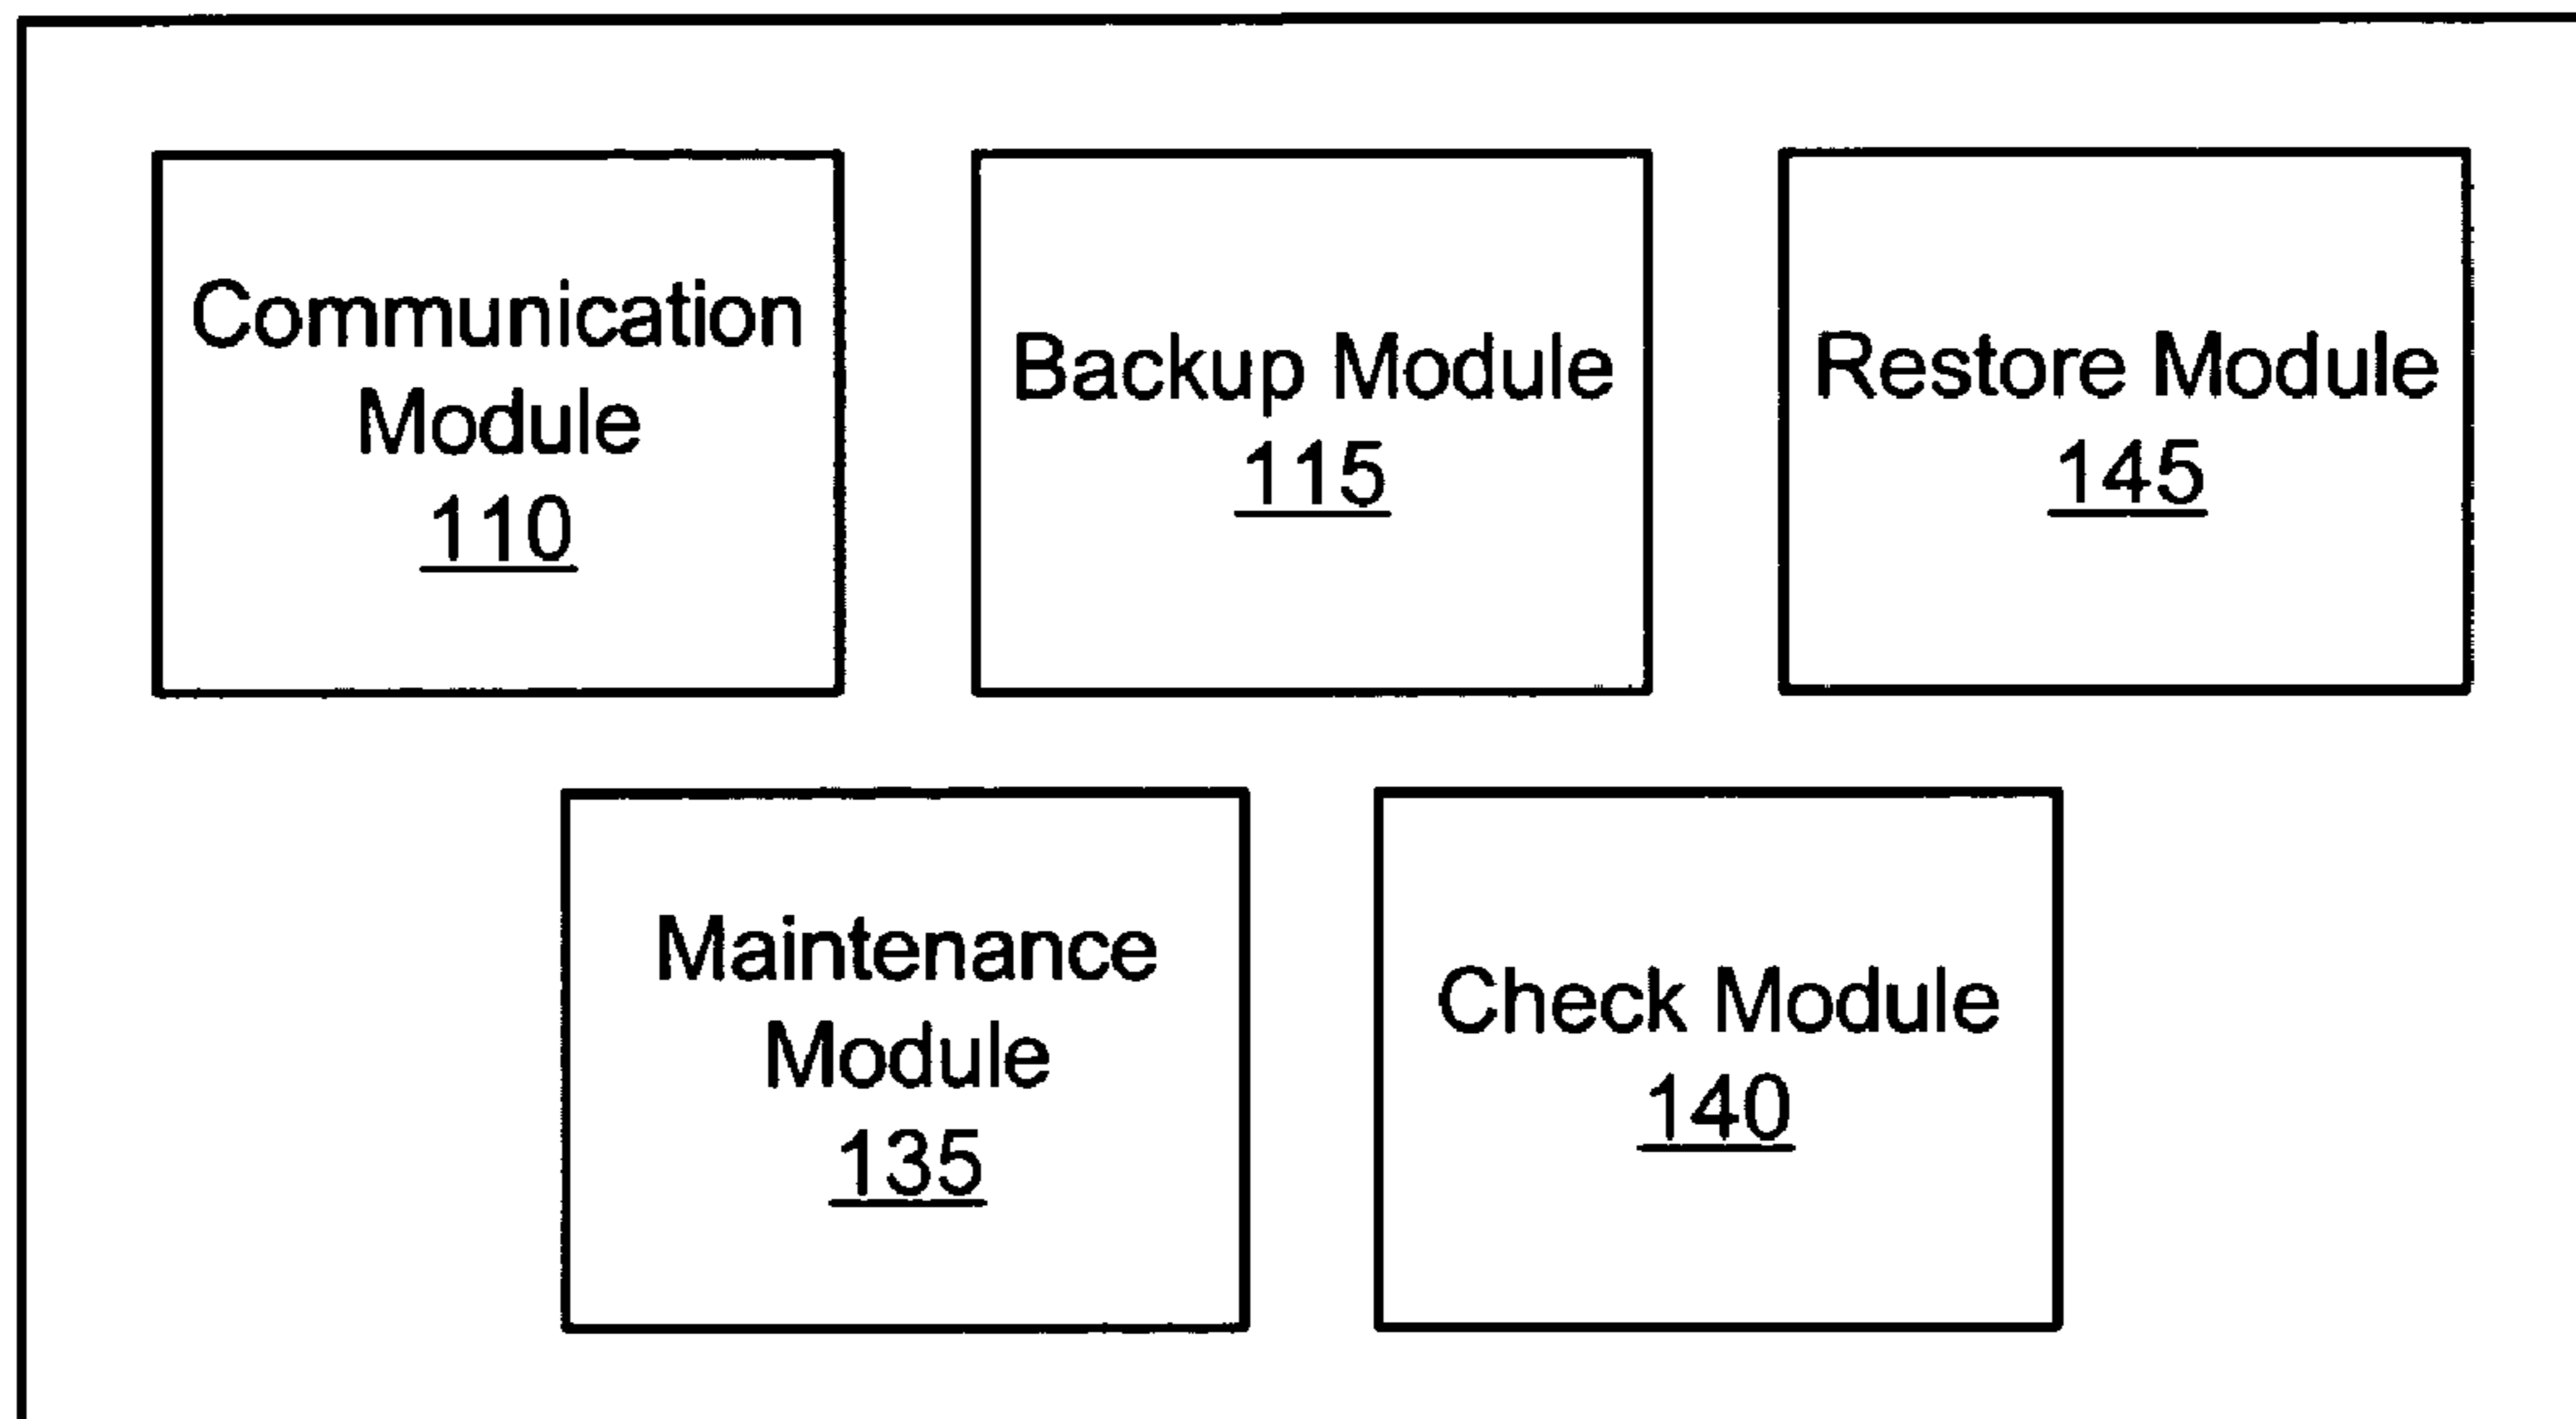 Communication
Module
110
Backup Module
115
Restore Module
145
Maintenance
Module
135
Check Module
140